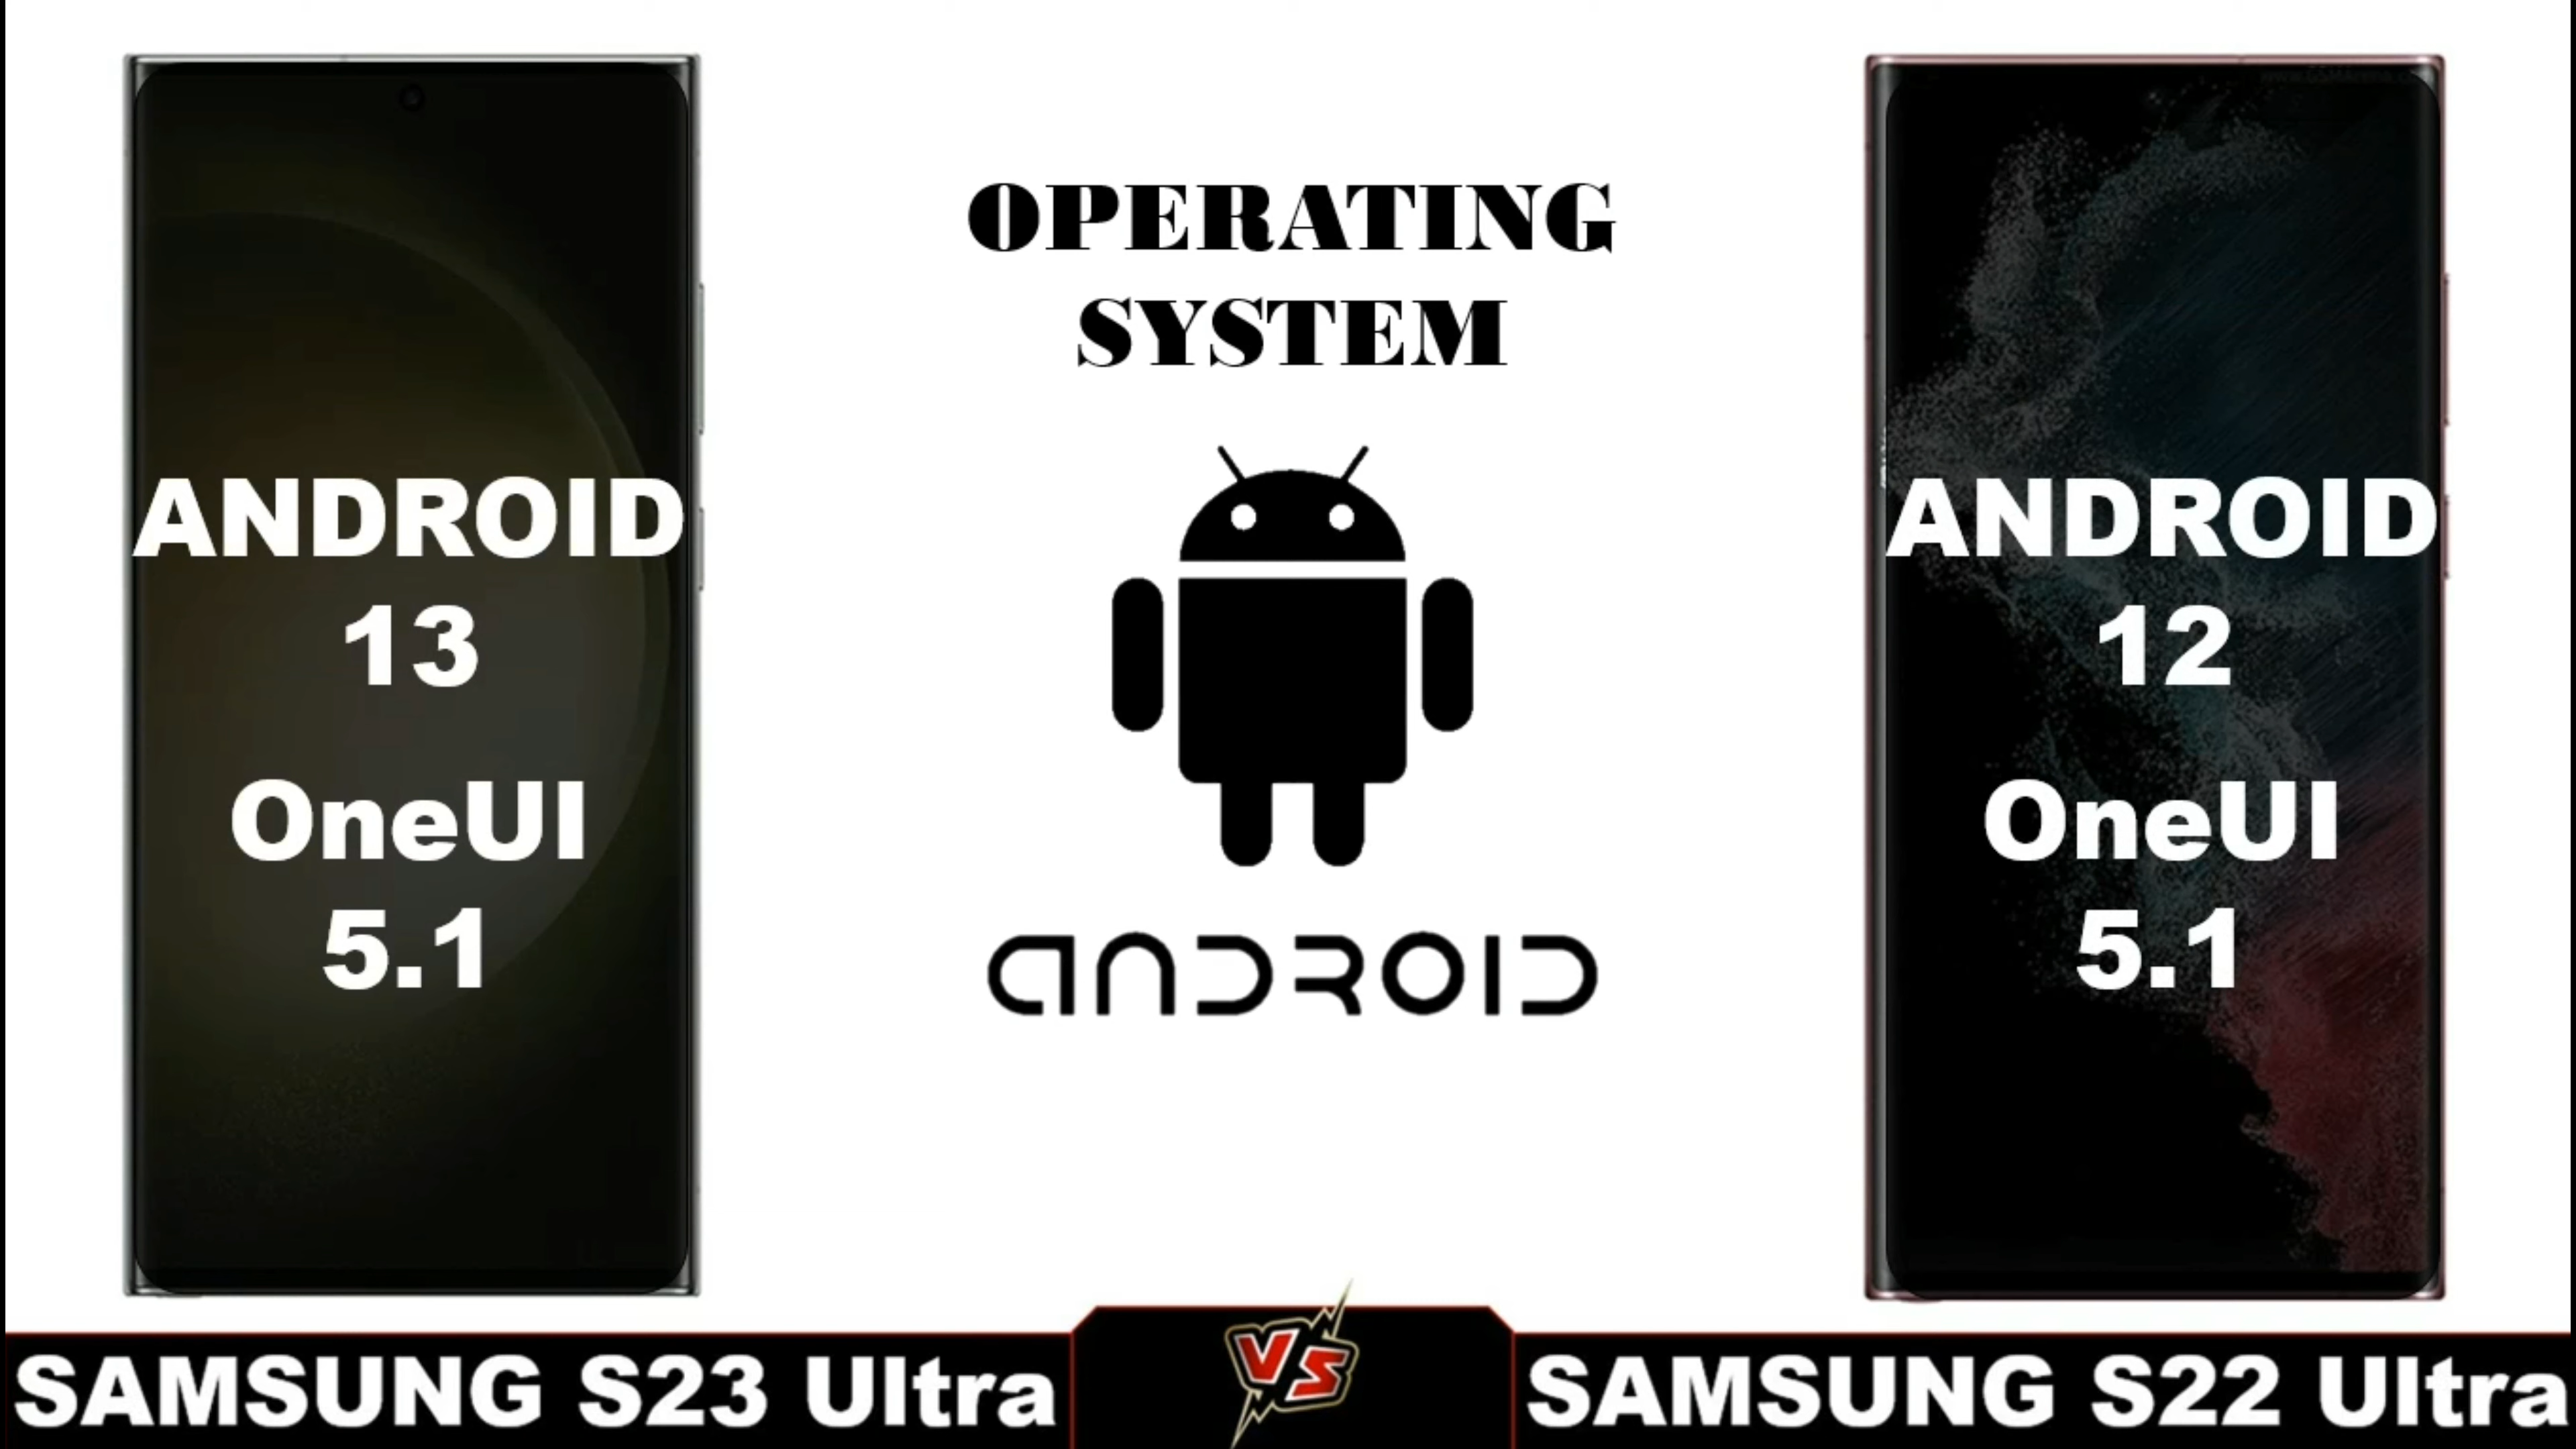 OPERATING
SYSTEM
ANDROID
13
OneUI
5.1
ANDROID
ANDROID
12
OneUI
5.1
SAMSUNG S23 Ultra
VS
SAMSUNG S22 Ultra